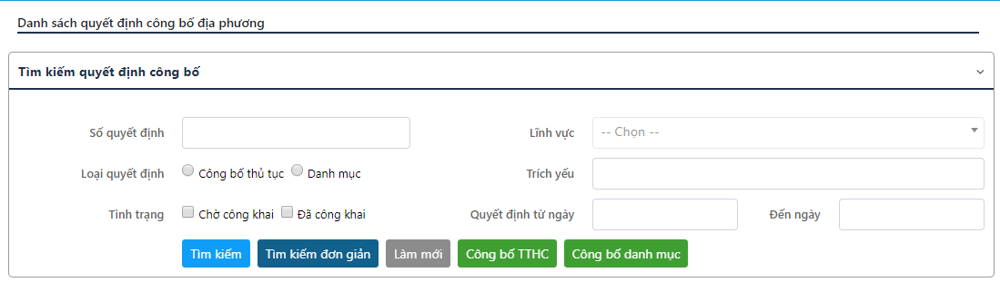 Danh sách quyết định công bố địa phương
Tìm kiếm quyết định công bố
Số quyết định
Lĩnh vực -- Chọn --
Loại quyết định Công bố thủ tục Danh mục
Trích yếu
Tình trạng Chờ công khai Đã công khai
Quyết định từ ngày Đến ngày
Tìm kiếm Tìm kiếm đơn giản Làm mới Công bố TTHC Công bố danh mục